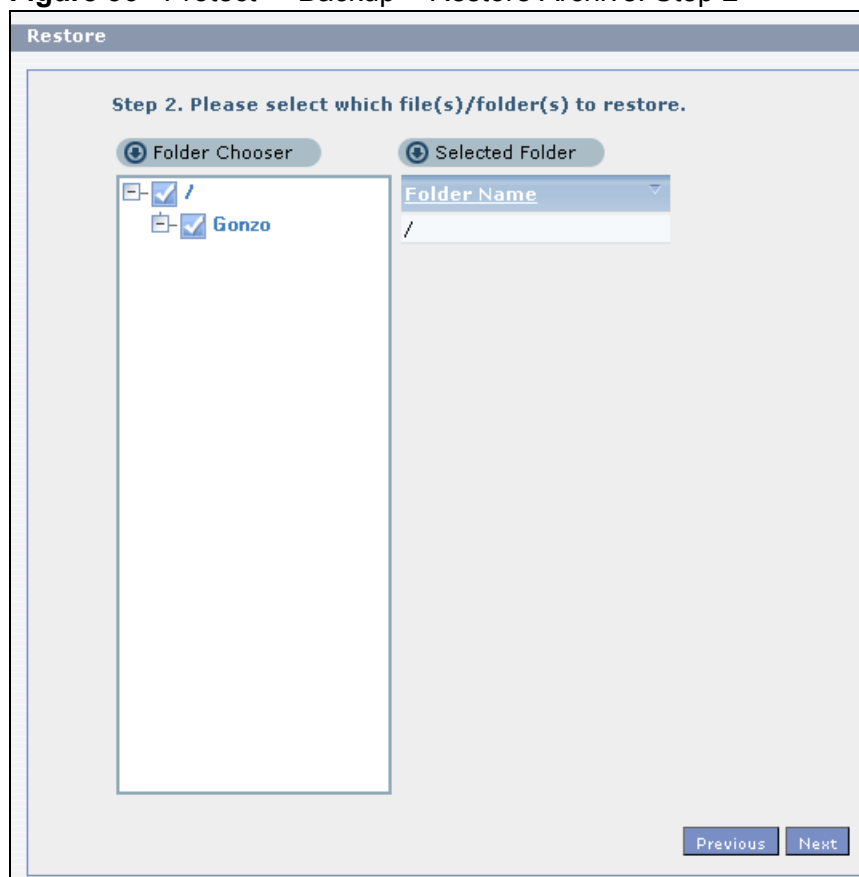 Restore
Step 2. Please select which file(s)/folder(s) to restore.
Folder Chooser
Selected Folder
/
Gonzo
Folder Name
/
Previous Next